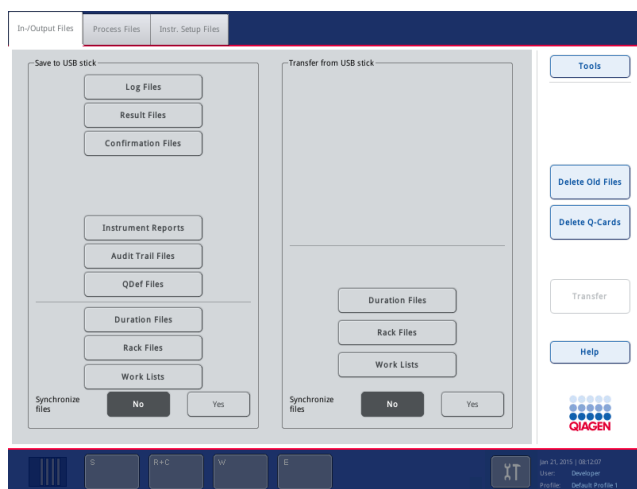 In-/Output Files
Process Files
Instr. Setup Files
Save to USB stick
Log Files
Result Files
Confirmation Files
Instrument Reports
Audit Trail Files
QDef Files
Duration Files
Rack Files
Work Lists
Synchronize
files
No
Yes
Transfer from USB stick
Duration Files
Rack Files
Work Lists
Synchronize
files
No
Yes
Tools
Delete Old Files
Delete Q-Cards
Transfer
Help
QIAGEN
S
R+C
W
E
Jan 21, 2015 | 08:12:07
User: Developer
Profile: Default Profile 1